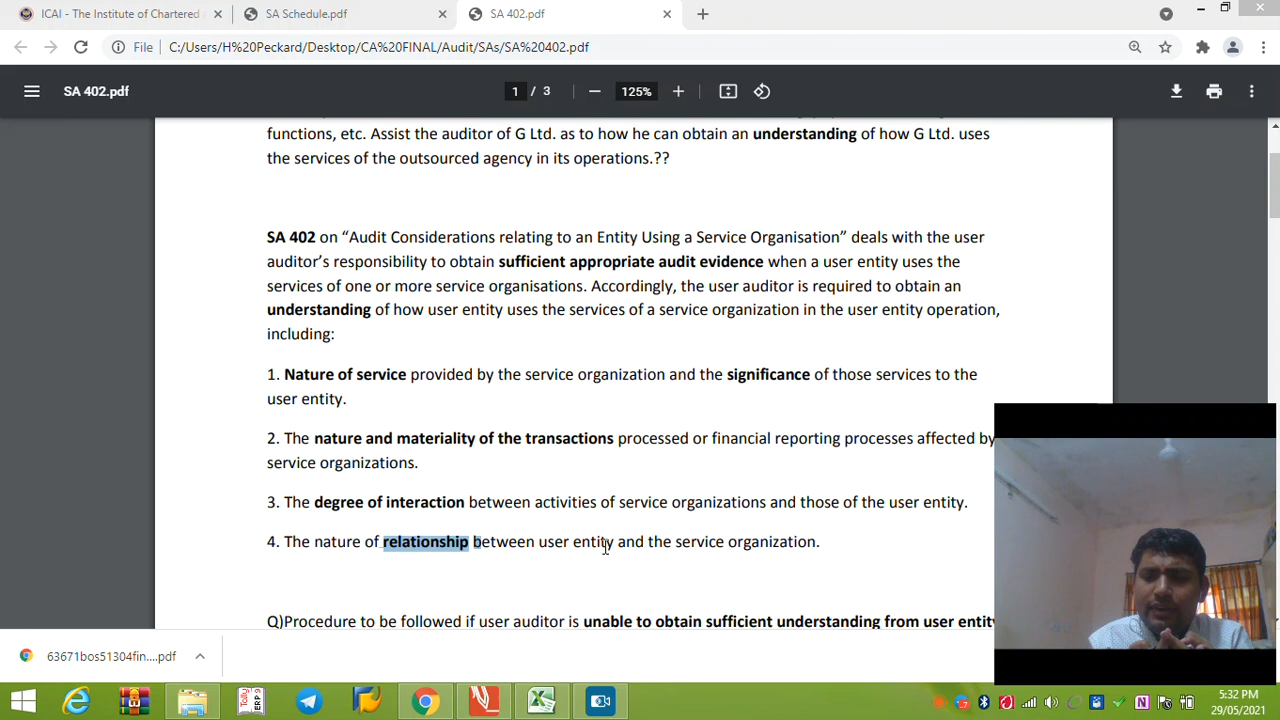 ICAI - The Institute of Chartered
SA Schedule.pdf
SA 402.pdf
File
C:/Users/H%20Peckard/Desktop/CA%20FINAL/Audit/SAs/SA%20402.pdf
SA 402.pdf
1 / 3
125%
functions, etc. Assist the auditor of G Ltd. as to how he can obtain an understanding of how G Ltd. uses
the services of the outsourced agency in its operations.??
SA 402 on “Audit Considerations relating to an Entity Using a Service Organisation” deals with the user
auditor’s responsibility to obtain sufficient appropriate audit evidence when a user entity uses the
services of one or more service organisations. Accordingly, the user auditor is required to obtain an
understanding of how user entity uses the services of a service organization in the user entity operation,
including:
1. Nature of service provided by the service organization and the significance of those services to the
user entity.
2. The nature and materiality of the transactions processed or financial reporting processes affected by
service organizations.
3. The degree of interaction between activities of service organizations and those of the user entity.
4. The nature of relationship between user entity and the service organization.
Q)Procedure to be followed if user auditor is unable to obtain sufficient understanding from user entity
63671bos51304fin....pdf
Tally
ERP 9
N
5:32 PM
29/05/2021